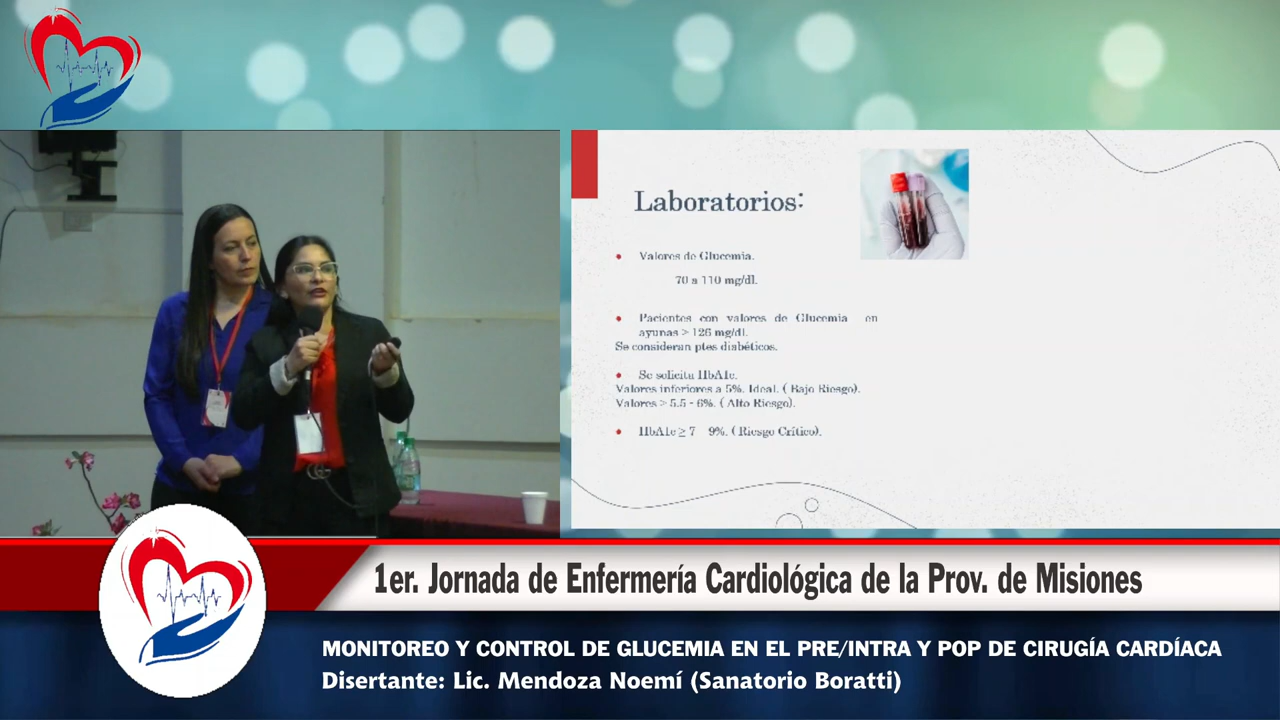 Laboratorios:
Valores de Glucemia.
70 a 110 mg/dl.
Pacientes con valores de Glucemia en
ayunas > 126 mg/dl.
Se consideran ptes diabéticos.
Se solicita HbA1c.
Valores inferiores a 5%. Ideal. ( Bajo Riesgo).
Valores > 5.5 - 6%. ( Alto Riesgo).
HbA1c ≥ 7 9%. ( Riesgo Crítico).
1er. Jornada de Enfermería Cardiológica de la Prov. de Misiones
MONITOREO Y CONTROL DE GLUCEMIA EN EL PRE/INTRA Y POP DE CIRUGÍA CARDÍACA
Disertante: Lic. Mendoza Noemí (Sanatorio Boratti)